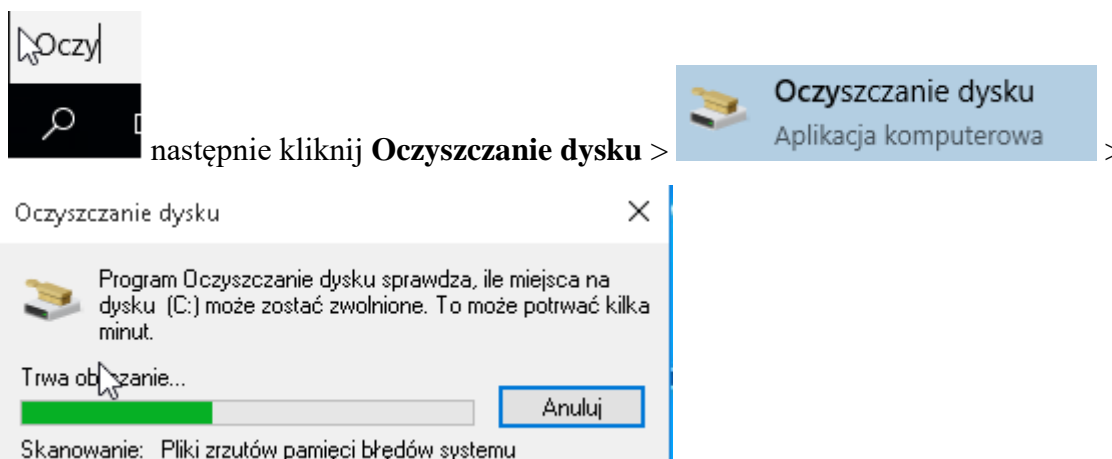 Oczy
Oczyszczanie dysku
Aplikacja komputerowa
następnie kliknij Oczyszczanie dysku > >
Oczyszczanie dysku
Program Oczyszczanie dysku sprawdza, ile miejsca na
dysku (C:) może zostać zwolnione. To może potrwać kilka
minut.
Trwa
Anuluj
Skanowanie: Pliki zrzutów pamięci błędów systemu